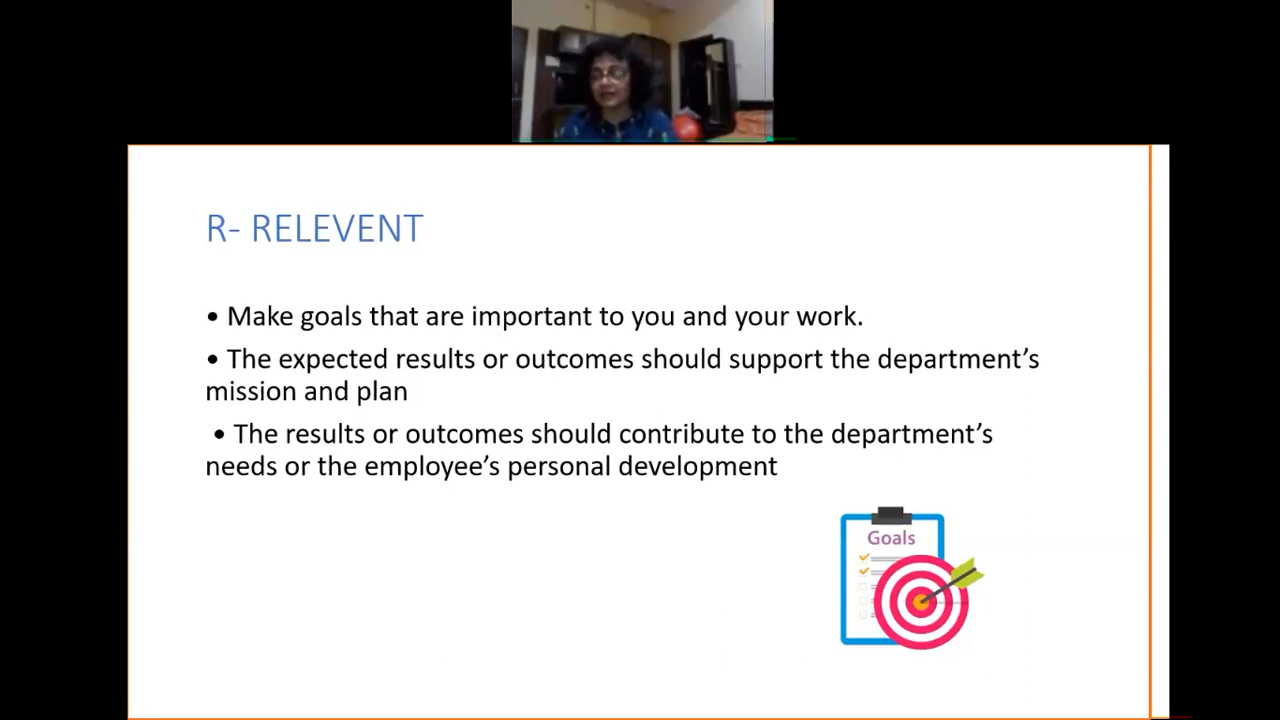 R- RELEVENT
• Make goals that are important to you and your work.
• The expected results or outcomes should support the department’s
mission and plan
• The results or outcomes should contribute to the department’s
needs or the employee’s personal development
Goals